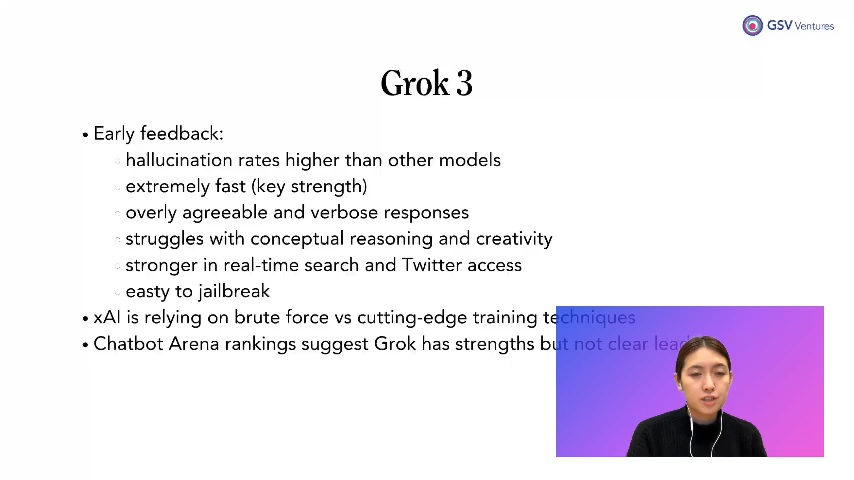 GSV Ventures
Grok 3
• Early feedback:
◦ hallucination rates higher than other models
◦ extremely fast (key strength)
◦ overly agreeable and verbose responses
◦ struggles with conceptual reasoning and creativity
◦ stronger in real-time search and Twitter access
◦ easty to jailbreak
• xAI is relying on brute force vs cutting-edge training techniques
• Chatbot Arena rankings suggest Grok has strengths but not clear